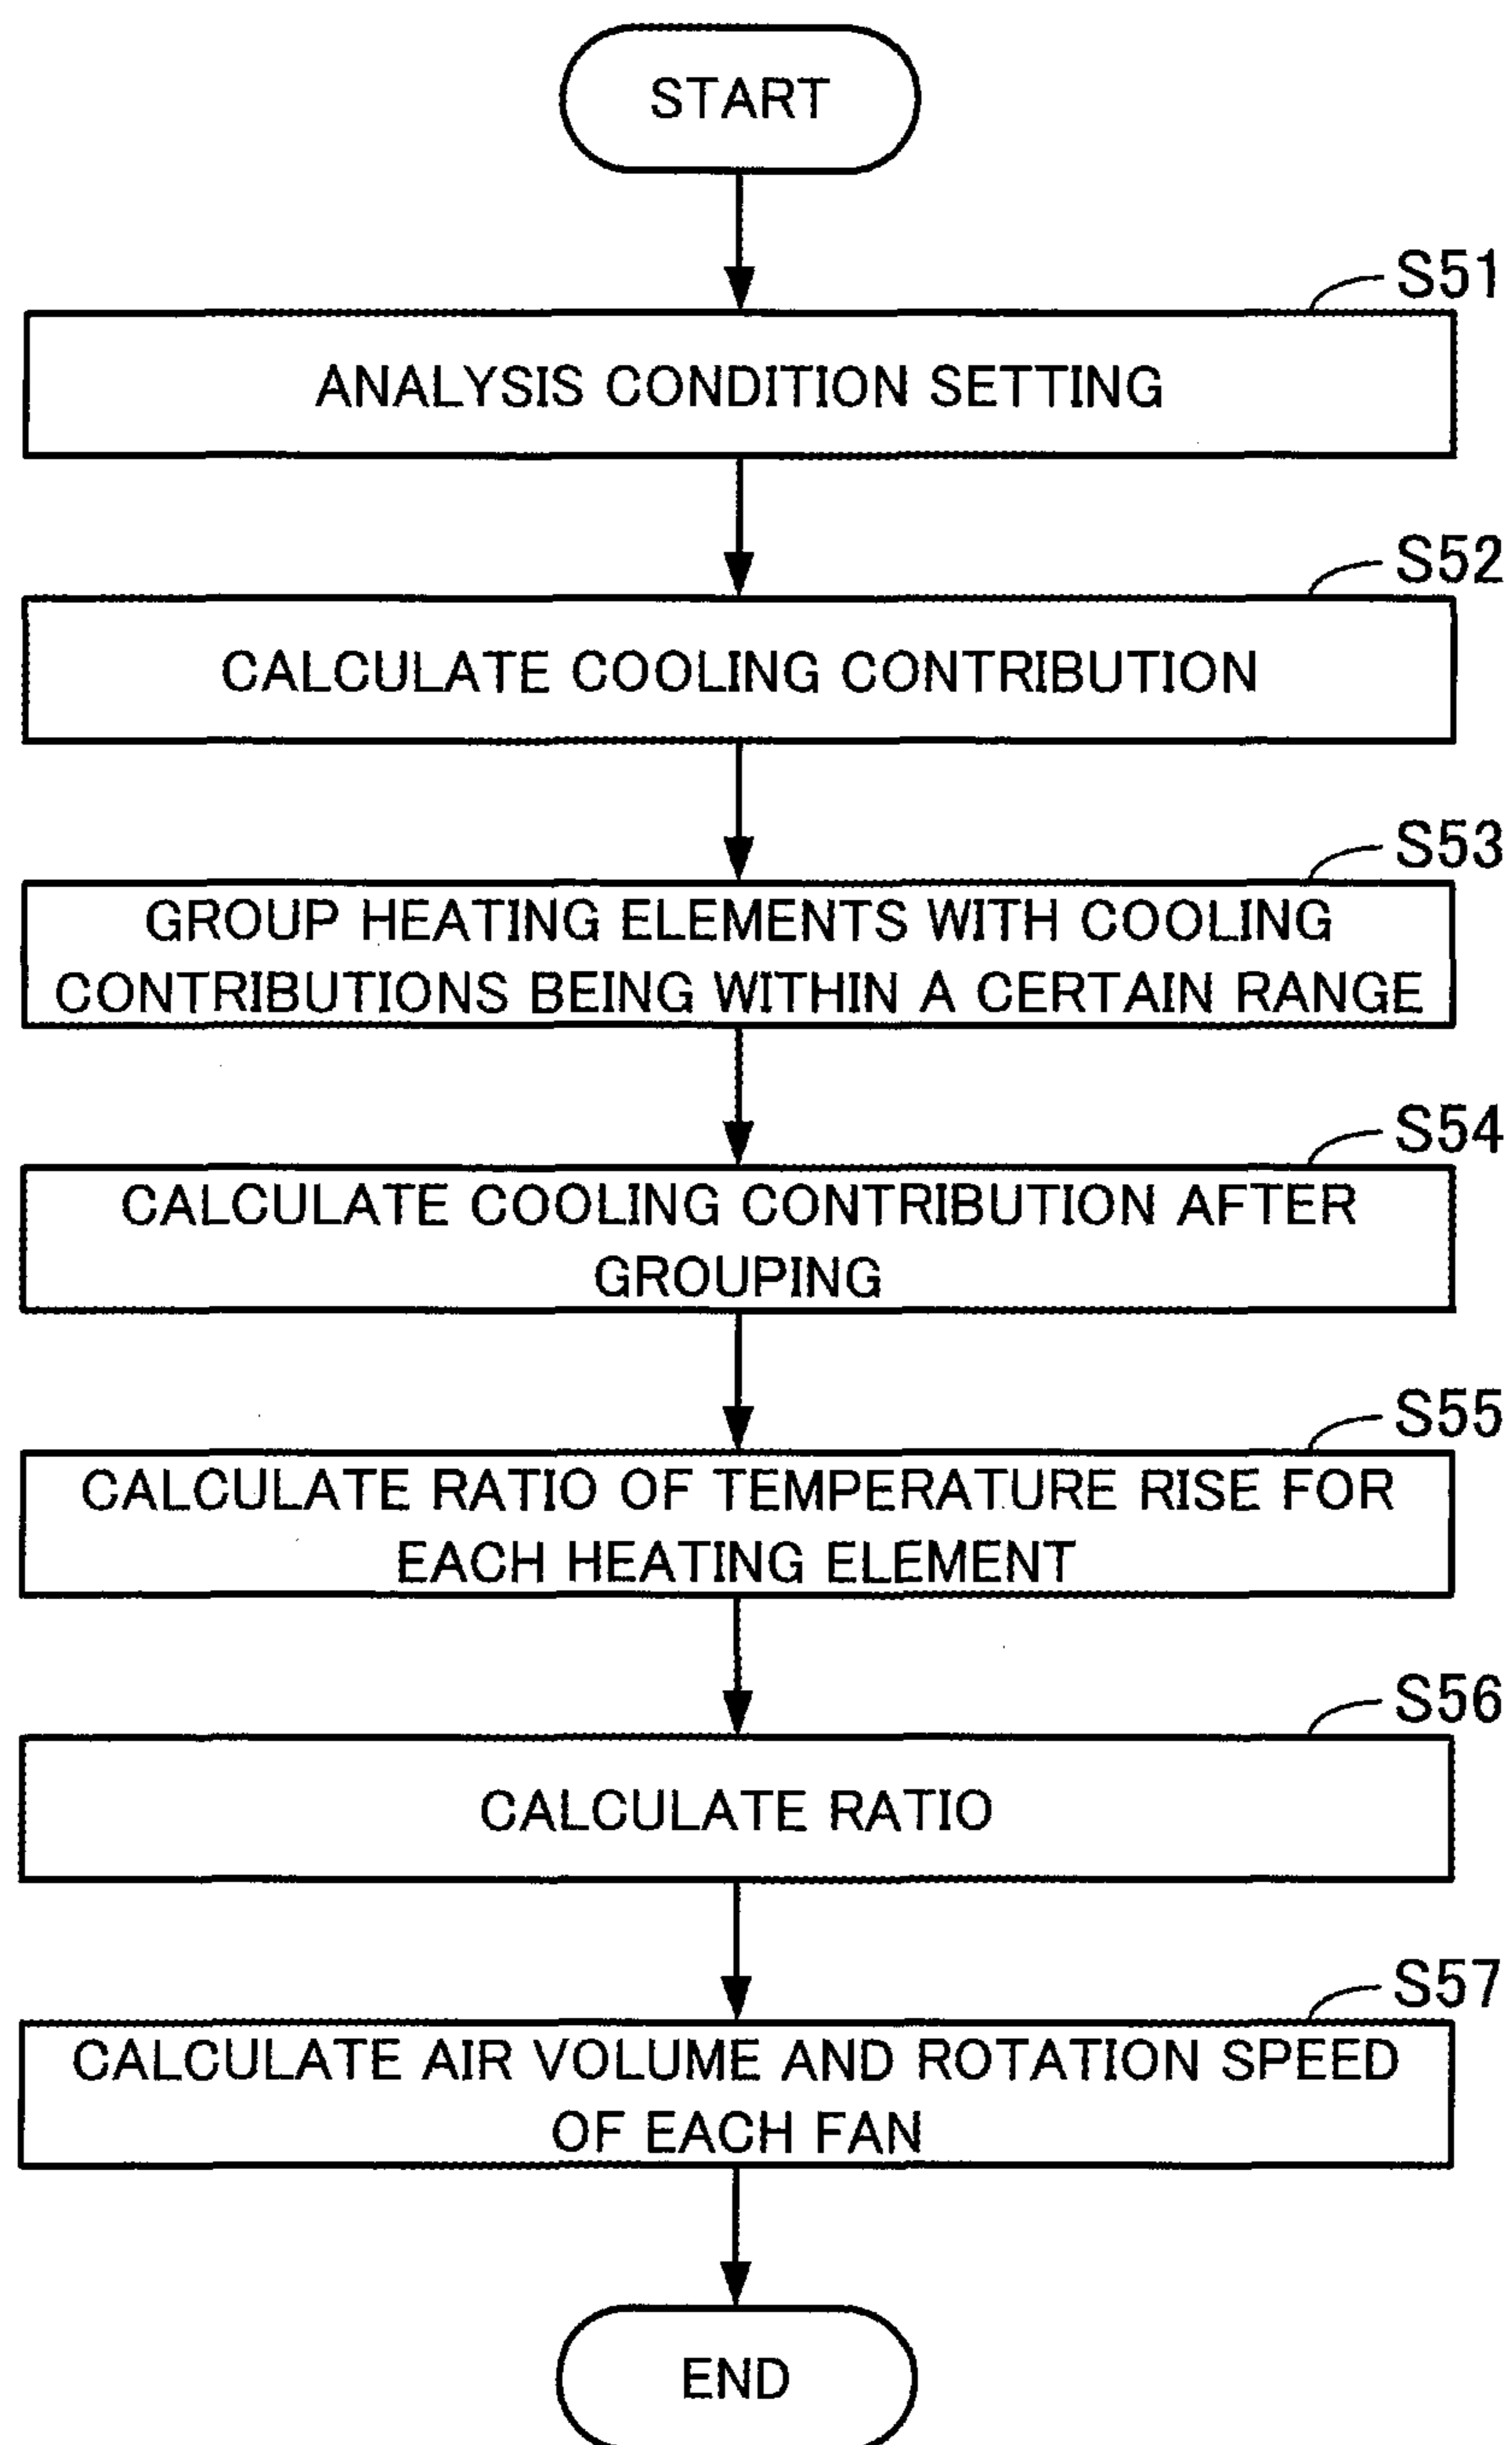 START
S51
ANALYSIS CONDITION SETTING
S52
CALCULATE COOLING CONTRIBUTION
S53
GROUP HEATING ELEMENTS WITH COOLING
CONTRIBUTIONS BEING WITHIN A CERTAIN RANGE
S54
CALCULATE COOLING CONTRIBUTION AFTER
GROUPING
S55
CALCULATE RATIO OF TEMPERATURE RISE FOR
EACH HEATING ELEMENT
S56
CALCULATE RATIO
S57
CALCULATE AIR VOLUME AND ROTATION SPEED
OF EACH FAN
END